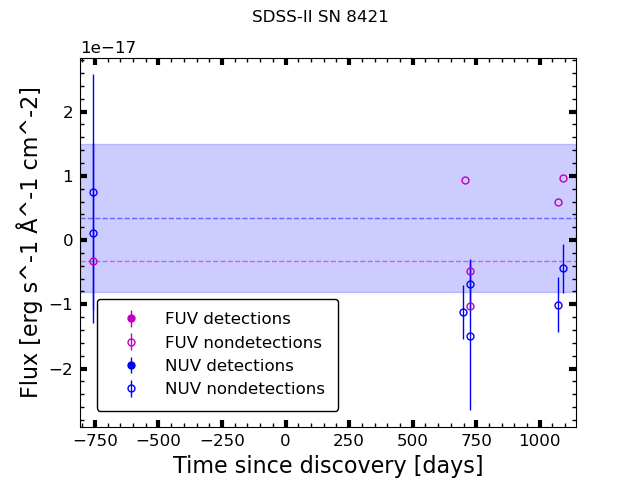 SDSS-II SN 8421
1e−17
Flux [erg s^-1 Å^-1 cm^-2]
2
1
0
−1
−2
FUV detections
FUV nondetections
NUV detections
NUV nondetections
−750 −500 −250 0 250 500 750 1000
Time since discovery [days]